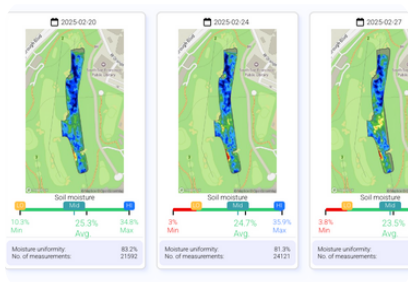 2025-02-20
Soil moisture
LO Mid HI
10.3% 25.3% 34.8%
Min Avg. Max
Moisture uniformity: 83.2%
No. of measurements: 21592
2025-02-24
Soil moisture
Mid HI
3% 24.7% 35.9%
Min Avg. Max
Moisture uniformity: 81.3%
No. of measurements: 24121
2025-02-27
Soil moisture
Mid
3.8% 23.5%
Min Avg.
Moisture uniformity:
No. of measurements: